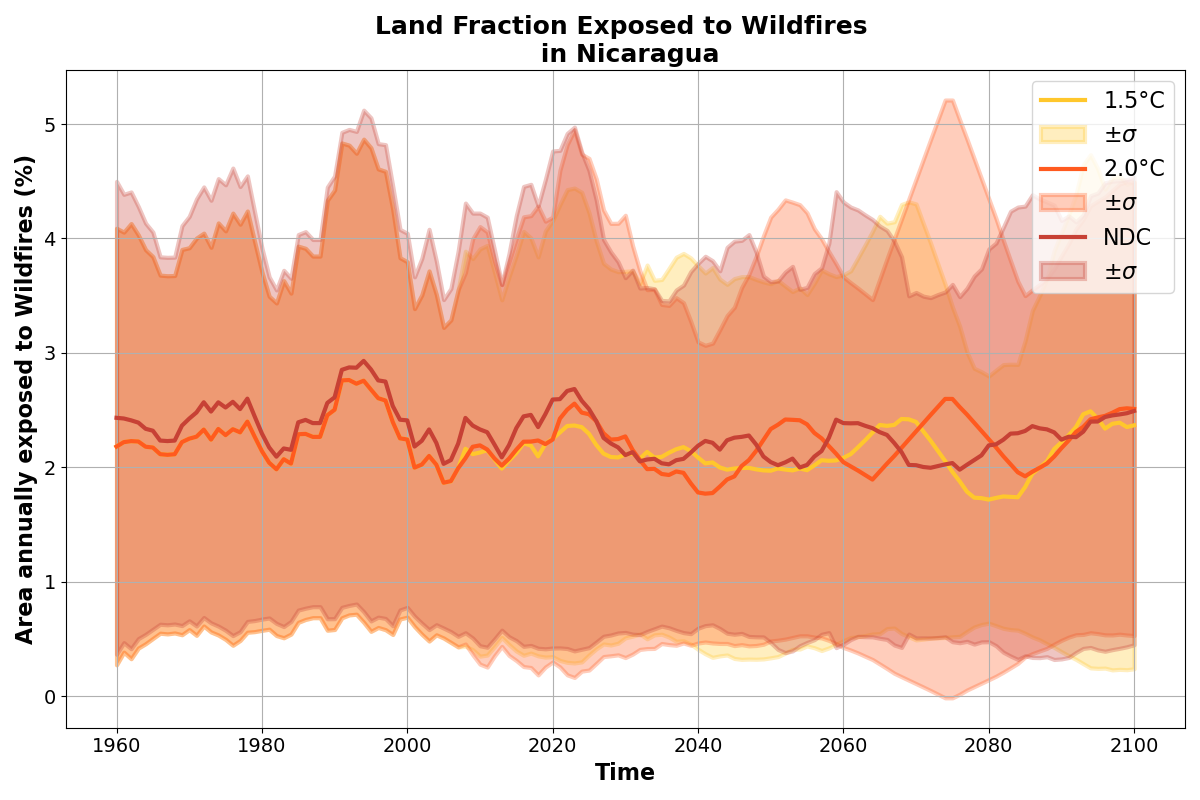 Land Fraction Exposed to Wildfires
in Nicaragua
Area annually exposed to Wildfires (%)
5
4
3
2
1
0
1960 1980 2000 2020 2040 2060 2080 2100
Time
1.5°C
±σ
2.0°C
±σ
NDC
±σ